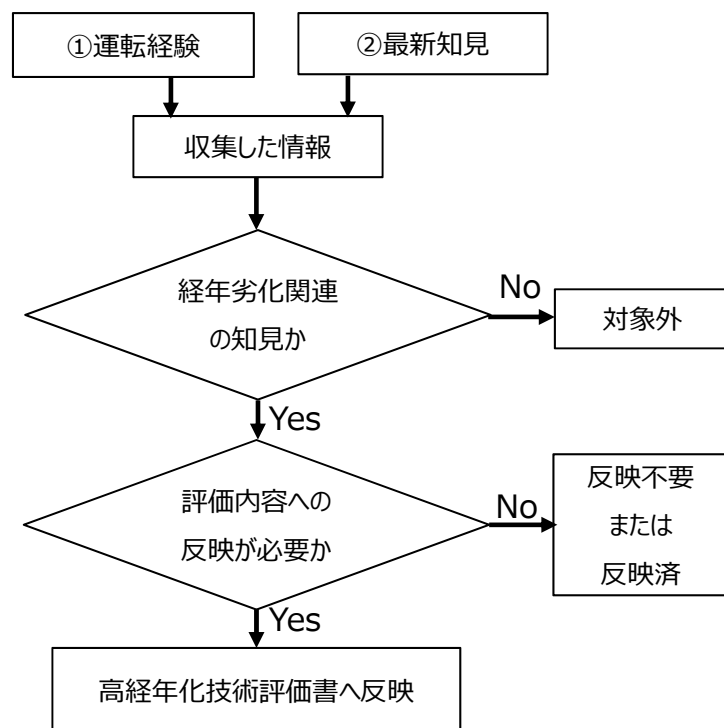 ①運転経験
②最新知見
収集した情報
経年劣化関連
の知見か
No
対象外
Yes
評価内容への
反映が必要か
No
反映不要
または
反映済
Yes
高経年化技術評価書へ反映